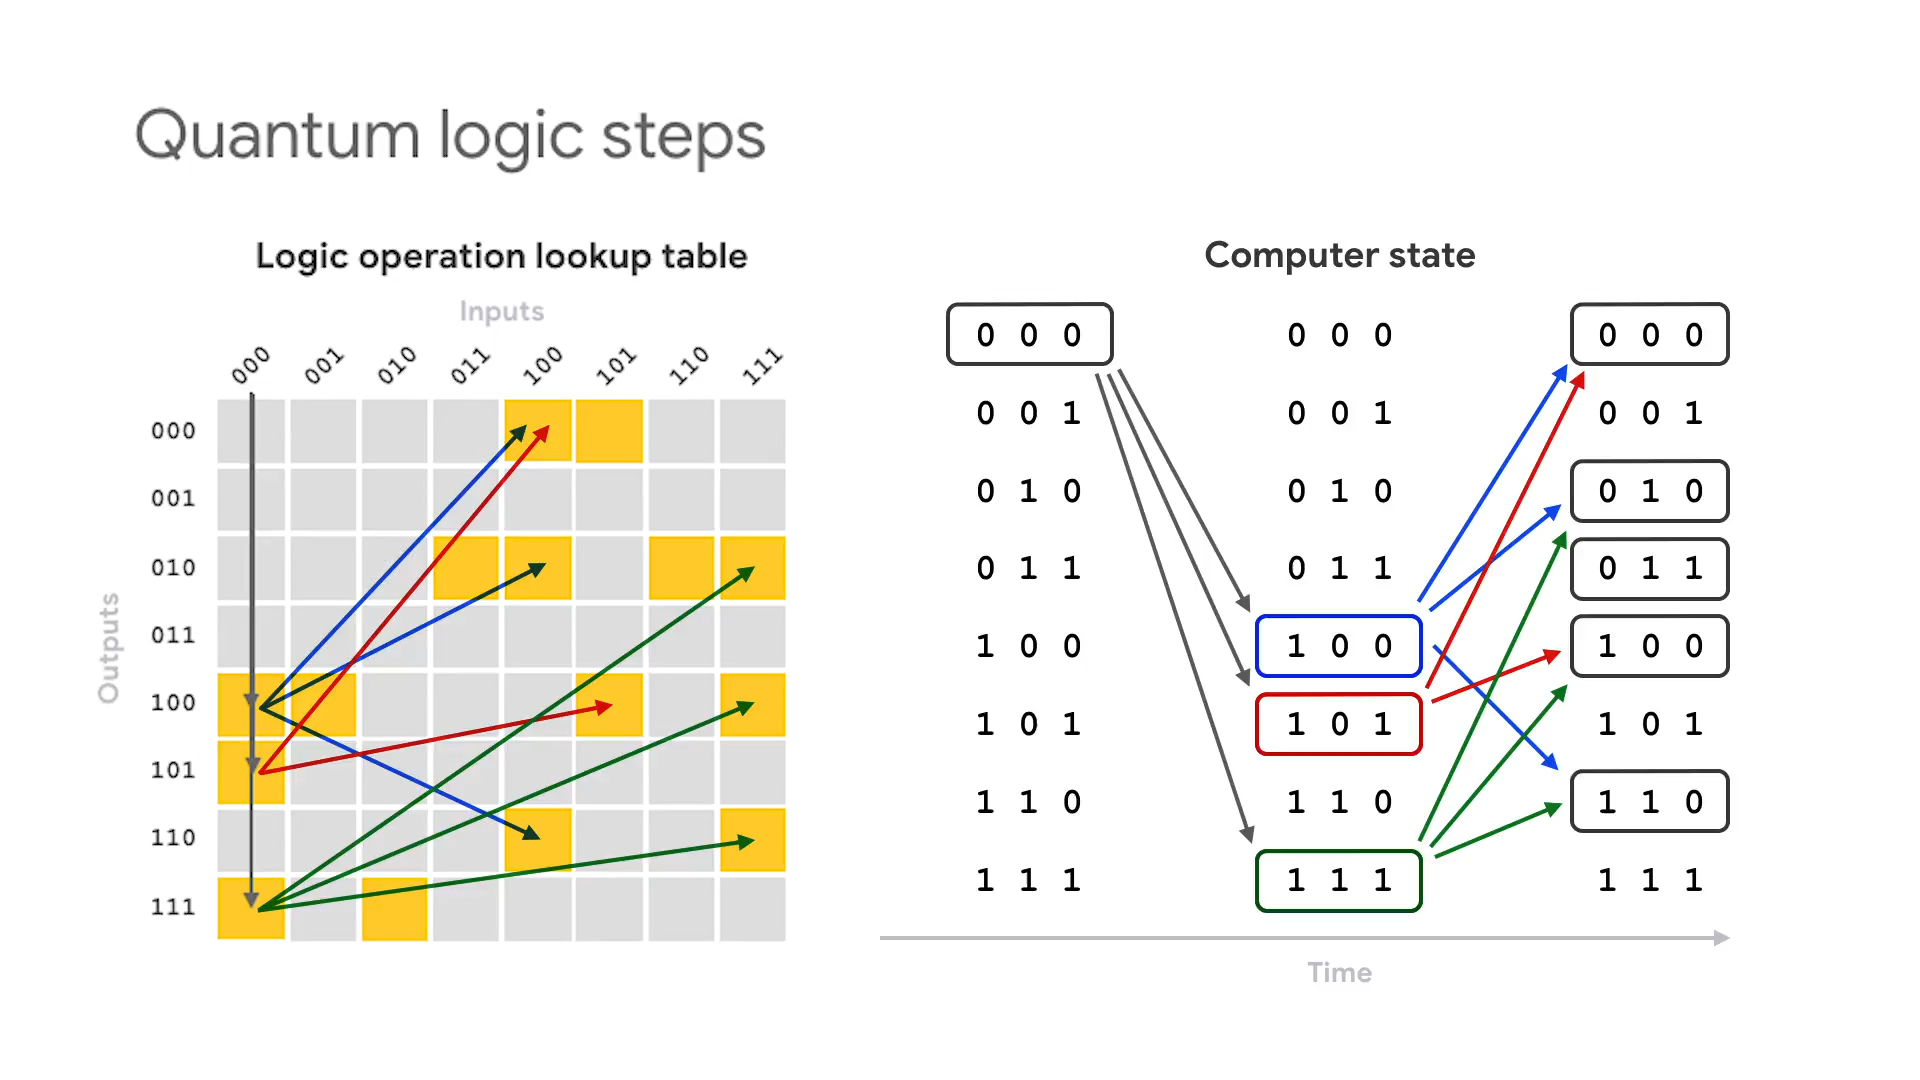 Quantum logic steps
Logic operation lookup table
Inputs
000 001 010 011 100 101 110 111
Outputs
000
001
010
011
100
101
110
111
Computer state
0 0 0 0 0 0 0 0 0
0 0 1 0 0 1 0 0 1
0 1 0 0 1 0 0 1 0
0 1 1 0 1 1 0 1 1
1 0 0 1 0 0 1 0 0
1 0 1 1 0 1 1 0 1
1 1 0 1 1 0 1 1 0
1 1 1 1 1 1 1 1 1
Time